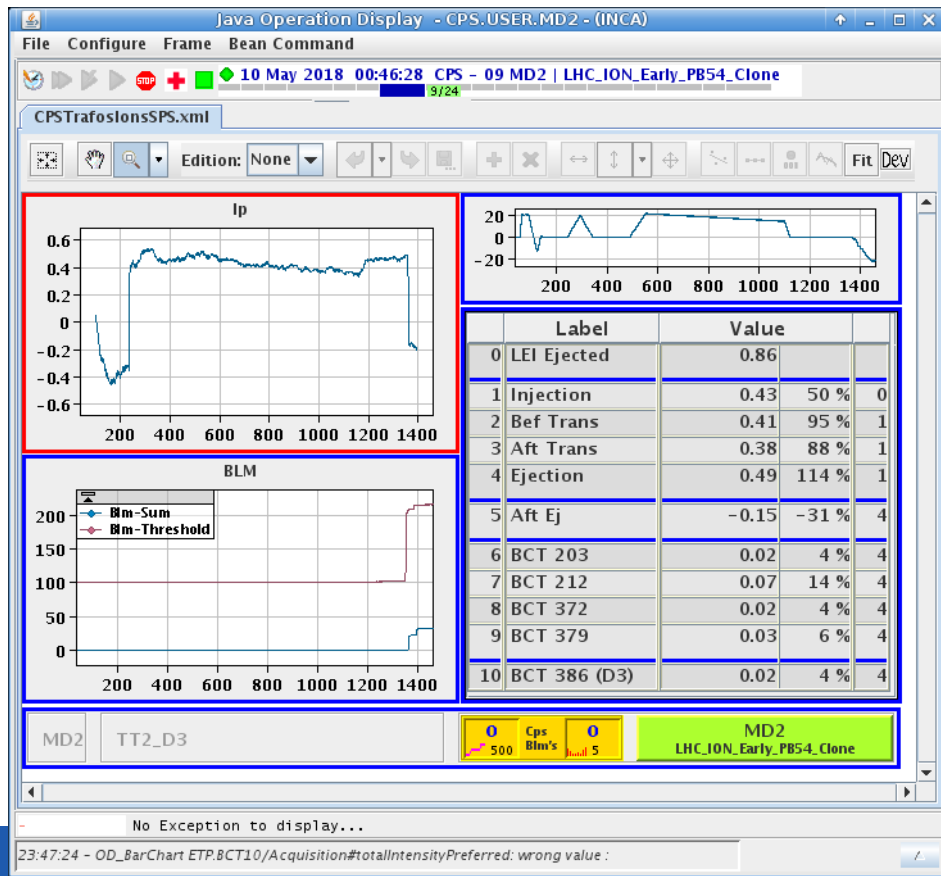 Java Operation Display - CPS.USER.MD2 - (INCA)
File Configure Frame Bean Command
STOP 10 May 2018 00:46:28 CPS - 09 MD2 | LHC_ION_Early_PB54_Clone
9/24
CPSTrafosIonsSPS.xml
Edition: None Fit Dev
Ip
0.6
0.4
0.2
0
-0.2
-0.4
-0.6
200 400 600 800 1000 1200 1400
20
0
-20
200 400 600 800 1000 1200 1400
Label Value
0 LEI Ejected 0.86
1 Injection 0.43 50 % 0
2 Bef Trans 0.41 95 % 1
3 Aft Trans 0.38 88 % 1
4 Ejection 0.49 114 % 1
5 Aft Ej -0.15 -31 % 4
6 BCT 203 0.02 4 % 4
7 BCT 212 0.07 14 % 4
8 BCT 372 0.02 4 % 4
9 BCT 379 0.03 6 % 4
10 BCT 386 (D3) 0.02 4 % 4
BLM
Blm-Sum
Blm-Threshold
200
150
100
50
0
200 400 600 800 1000 1200 1400
MD2 TT2_D3
0 500 Cps Blm's 0 5
MD2
LHC_ION_Early_PB54_Clone
- No Exception to display...
23:47:24 - OD_BarChart ETP.BCT10/Acquisition#totalIntensityPreferred: wrong value :